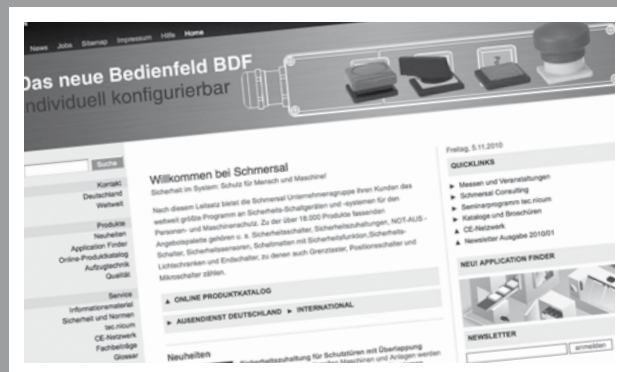 News Jobs Sitemap Impressum Hilfe Home
Das neue Bedienfeld BDF
individuell konfigurierbar
Suche
Kontakt
Deutschland
Weltweit
Produkte
Neuheiten
Application Finder
Online-Produktkatalog
Aufzugtechnik
Qualität
Service
Informationsmaterial
Sicherheit und Normen
tec.nicum
CE-Netzwerk
Fachbeiträge
Glossar
Willkommen bei Schmersal
Sicherheit im System: Schutz für Mensch und Maschine!
Nach diesem Leitsatz bietet die Schmersal Unternehmensgruppe ihren Kunden das
weltweit größte Programm an Sicherheits-Schaltgeräten und -systemen für den
Personen- und Maschinenschutz. Zu der über 18.000 Produkte fassenden
Angebotspalette gehören u. a. Sicherheitsschalter, Sicherheitszuhaltungen, NOT-AUS -
Schalter, Sicherheitssensoren, Schaltmatten mit Sicherheitsfunktion,Sicherheits-
Lichtschranken und Endschalter, zu denen auch Grenztaster, Positionsschalter und
Mikroschalter zählen.
ONLINE PRODUKTKATALOG
AUSSENDIENST DEUTSCHLAND INTERNATIONAL
Neuheiten
Sicherheitszuhaltung für Schutztüren mit Überlappung
Maschinen und Anlagen werden
Freitag, 5.11.2010
QUICKLINKS
Messen und Veranstaltungen
Schmersal Consulting
Seminarprogramm tec.nicum
Kataloge und Broschüren
CE-Netzwerk
Newsletter Ausgabe 2010/01
NEU! APPLICATION FINDER
NEWSLETTER
anmelden